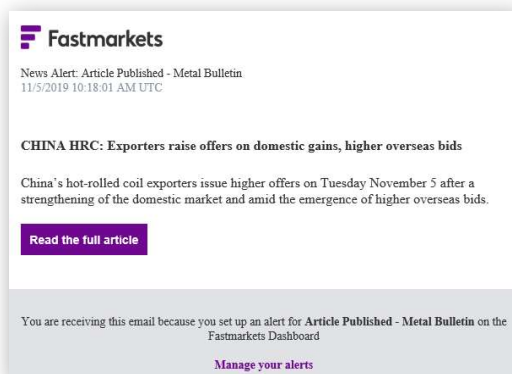 Fastmarkets
News Alert: Article Published - Metal Bulletin
11/5/2019 10:18:01 AM UTC
CHINA HRC: Exporters raise offers on domestic gains, higher overseas bids
China's hot-rolled coil exporters issue higher offers on Tuesday November 5 after a
strengthening of the domestic market and amid the emergence of higher overseas bids.
Read the full article
You are receiving this email because you set up an alert for Article Published - Metal Bulletin on the
Fastmarkets Dashboard
Manage your alerts